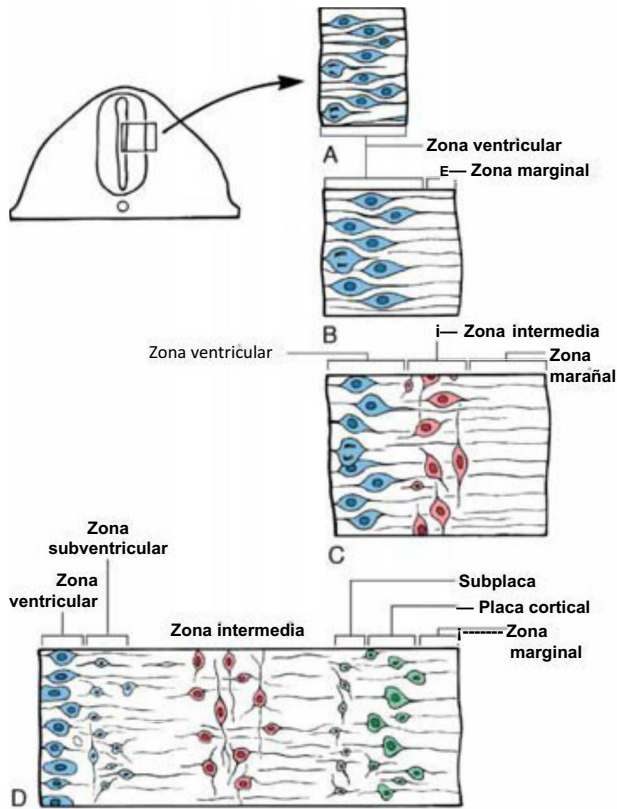 A
Zona ventricular
E— Zona marginal
B
i— Zona intermedia
Zona ventricular
Zona
marañal
C
Zona
subventricular
Zona
ventricular
Zona intermedia
Subplaca
— Placa cortical
¡------- Zona
marginal
D